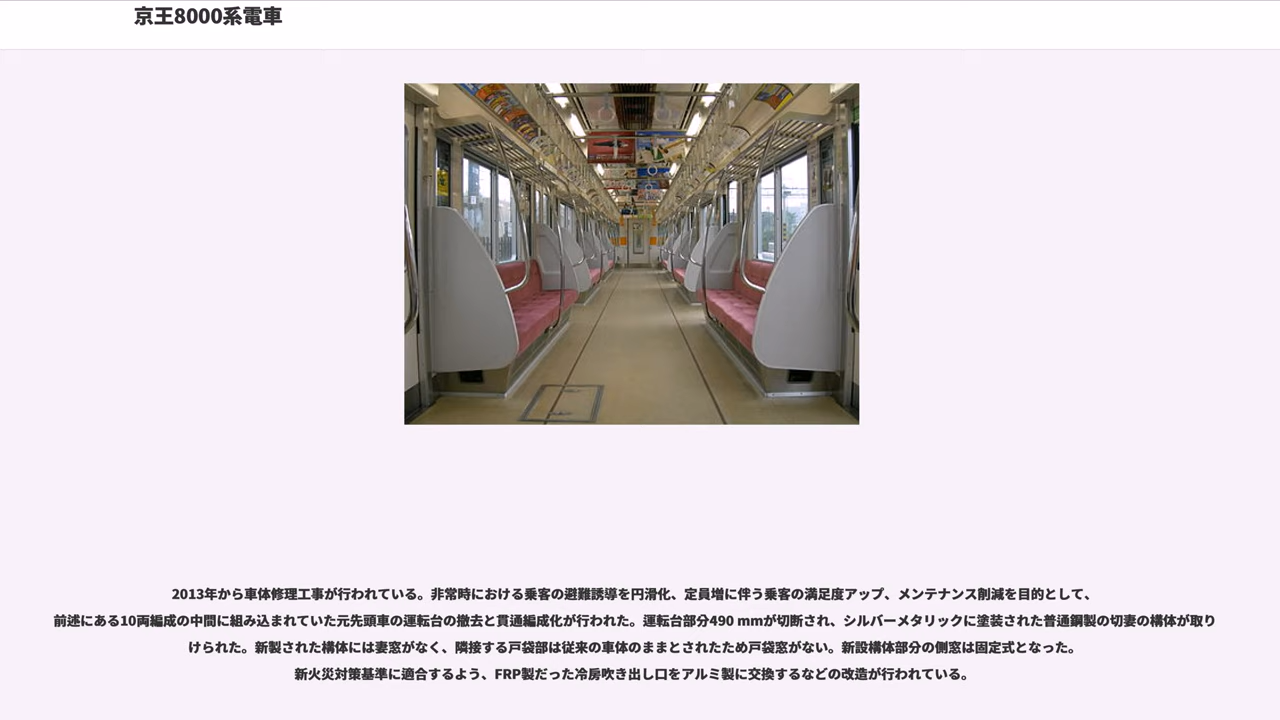 京王8000系電車
2013年から車体修理工事が行われている。非常時における乗客の避難誘導を円滑化、定員増に伴う乗客の満足度アップ、メンテナンス削減を目的として、
前述にある10両編成の中間に組み込まれていた元先頭車の運転台の撤去と貫通編成化が行われた。運転台部分490 mmが切断され、シルバーメタリックに塗装された普通鋼製の切妻の構体が取り
けられた。新製された構体には妻窓がなく、隣接する戸袋部は従来の車体のままとされたため戸袋窓がない。新設構体部分の側窓は固定式となった。
新火災対策基準に適合するよう、FRP製だった冷房吹き出し口をアルミ製に交換するなどの改造が行われている。